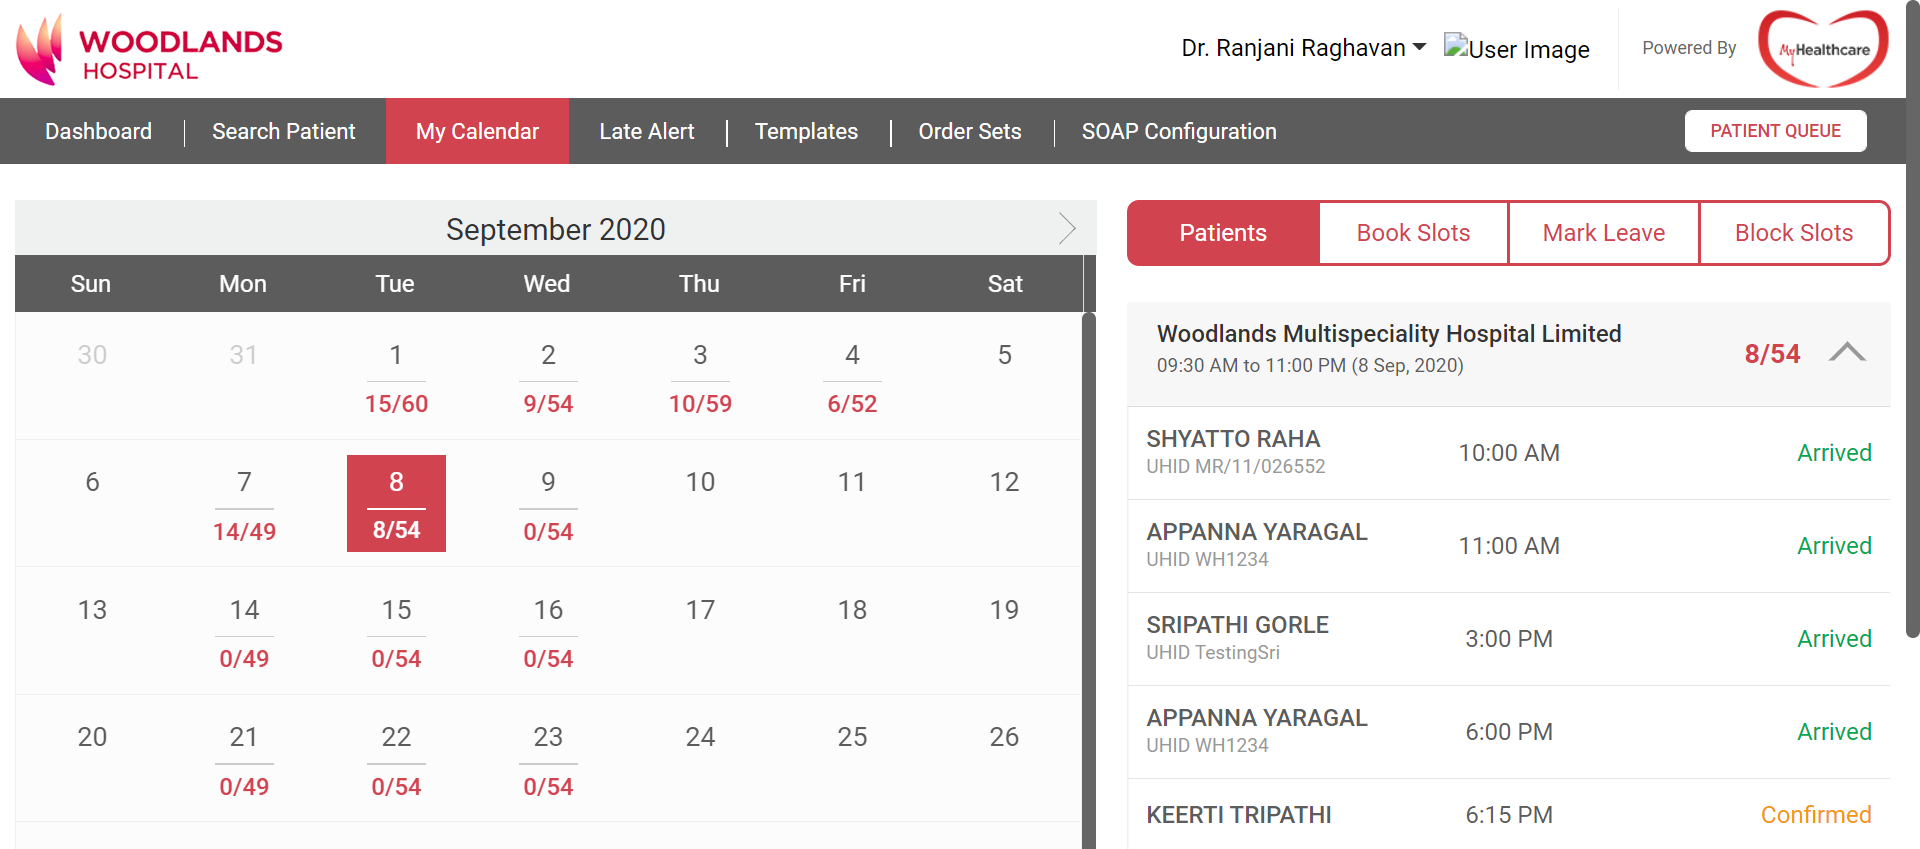 WOODLANDS
HOSPITAL
Dr. Ranjani Raghavan
User Image
Powered By
MyHealthcare
Dashboard
Search Patient
My Calendar
Late Alert
Templates
Order Sets
SOAP Configuration
PATIENT QUEUE
September 2020
Sun Mon Tue Wed Thu Fri Sat
30 31 1 2 3 4 5
15/60 9/54 10/59 6/52
6 7 8 9 10 11 12
14/49 8/54 0/54
13 14 15 16 17 18 19
0/49 0/54 0/54
20 21 22 23 24 25 26
0/49 0/54 0/54
Patients
Book Slots
Mark Leave
Block Slots
Woodlands Multispeciality Hospital Limited
09:30 AM to 11:00 PM (8 Sep, 2020)
8/54
SHYATTO RAHA
UHID MR/11/026552
10:00 AM
Arrived
APPANNA YARAGAL
UHID WH1234
11:00 AM
Arrived
SRIPATHI GORLE
UHID TestingSri
3:00 PM
Arrived
APPANNA YARAGAL
UHID WH1234
6:00 PM
Arrived
KEERTI TRIPATHI
6:15 PM
Confirmed